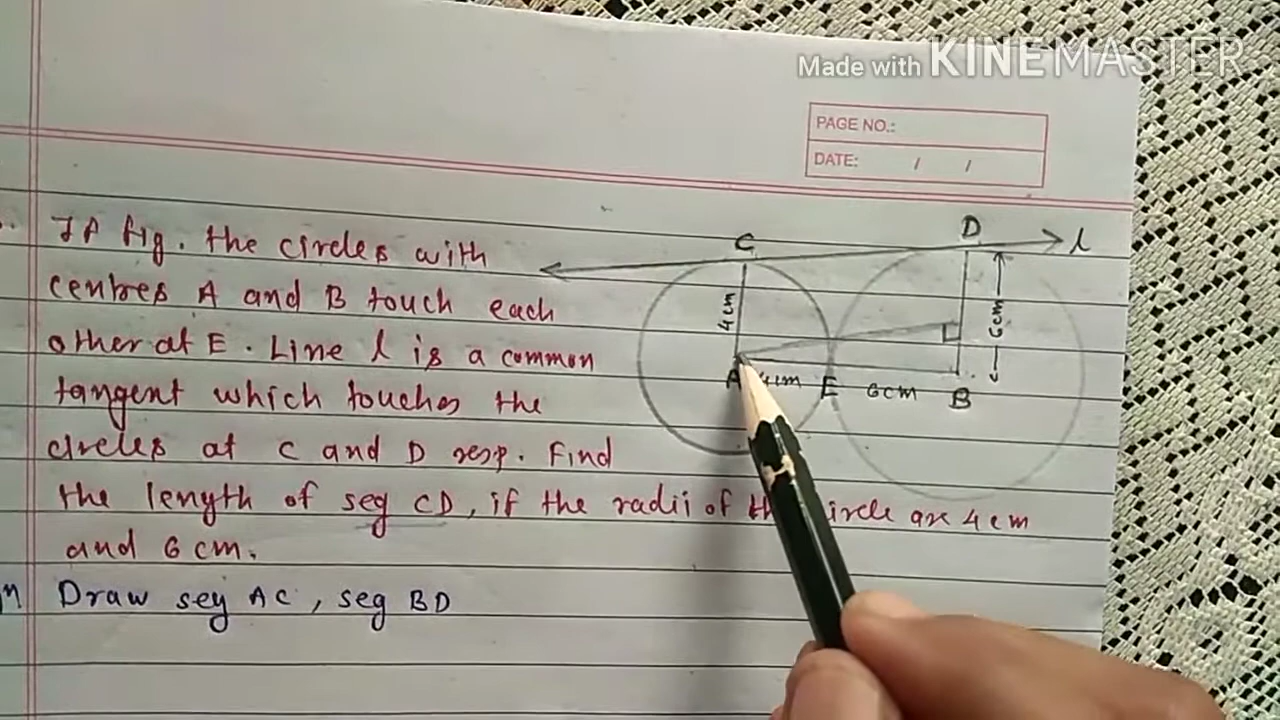 Made with KINEMASTER
PAGE NO.:
DATE: / /
If fig. the circles with
centres A and B touch each
other at E. Line l is a common
tangent which touches the
circles at C and D resp. Find
the length of seg CD, if the radii of the circle are 4cm
and 6 cm.
Draw seg AC, seg BD
C
D
l
4cm
6cm
A
4cm
E
6cm
B